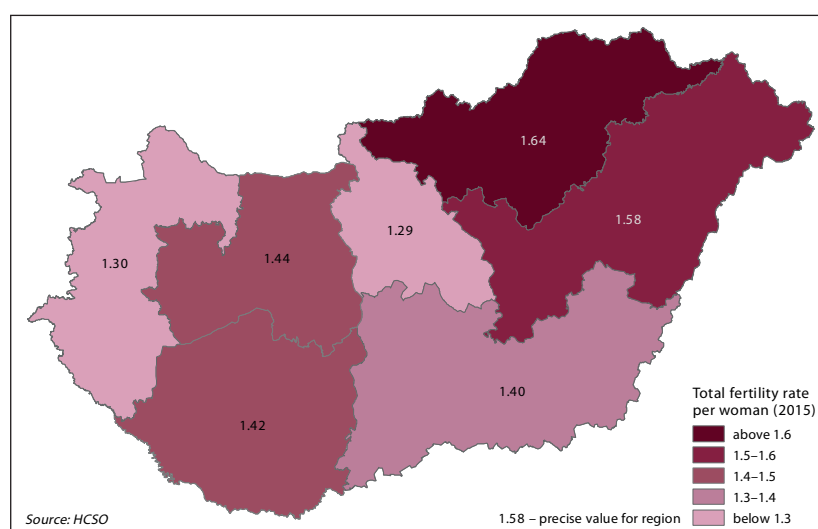 1.64
1.58
1.29
1.44
1.30
1.40
1.42
Total fertility rate
per woman (2015)
above 1.6
1.5–1.6
1.4–1.5
1.3–1.4
below 1.3
1.58 – precise value for region
Source: HCSO